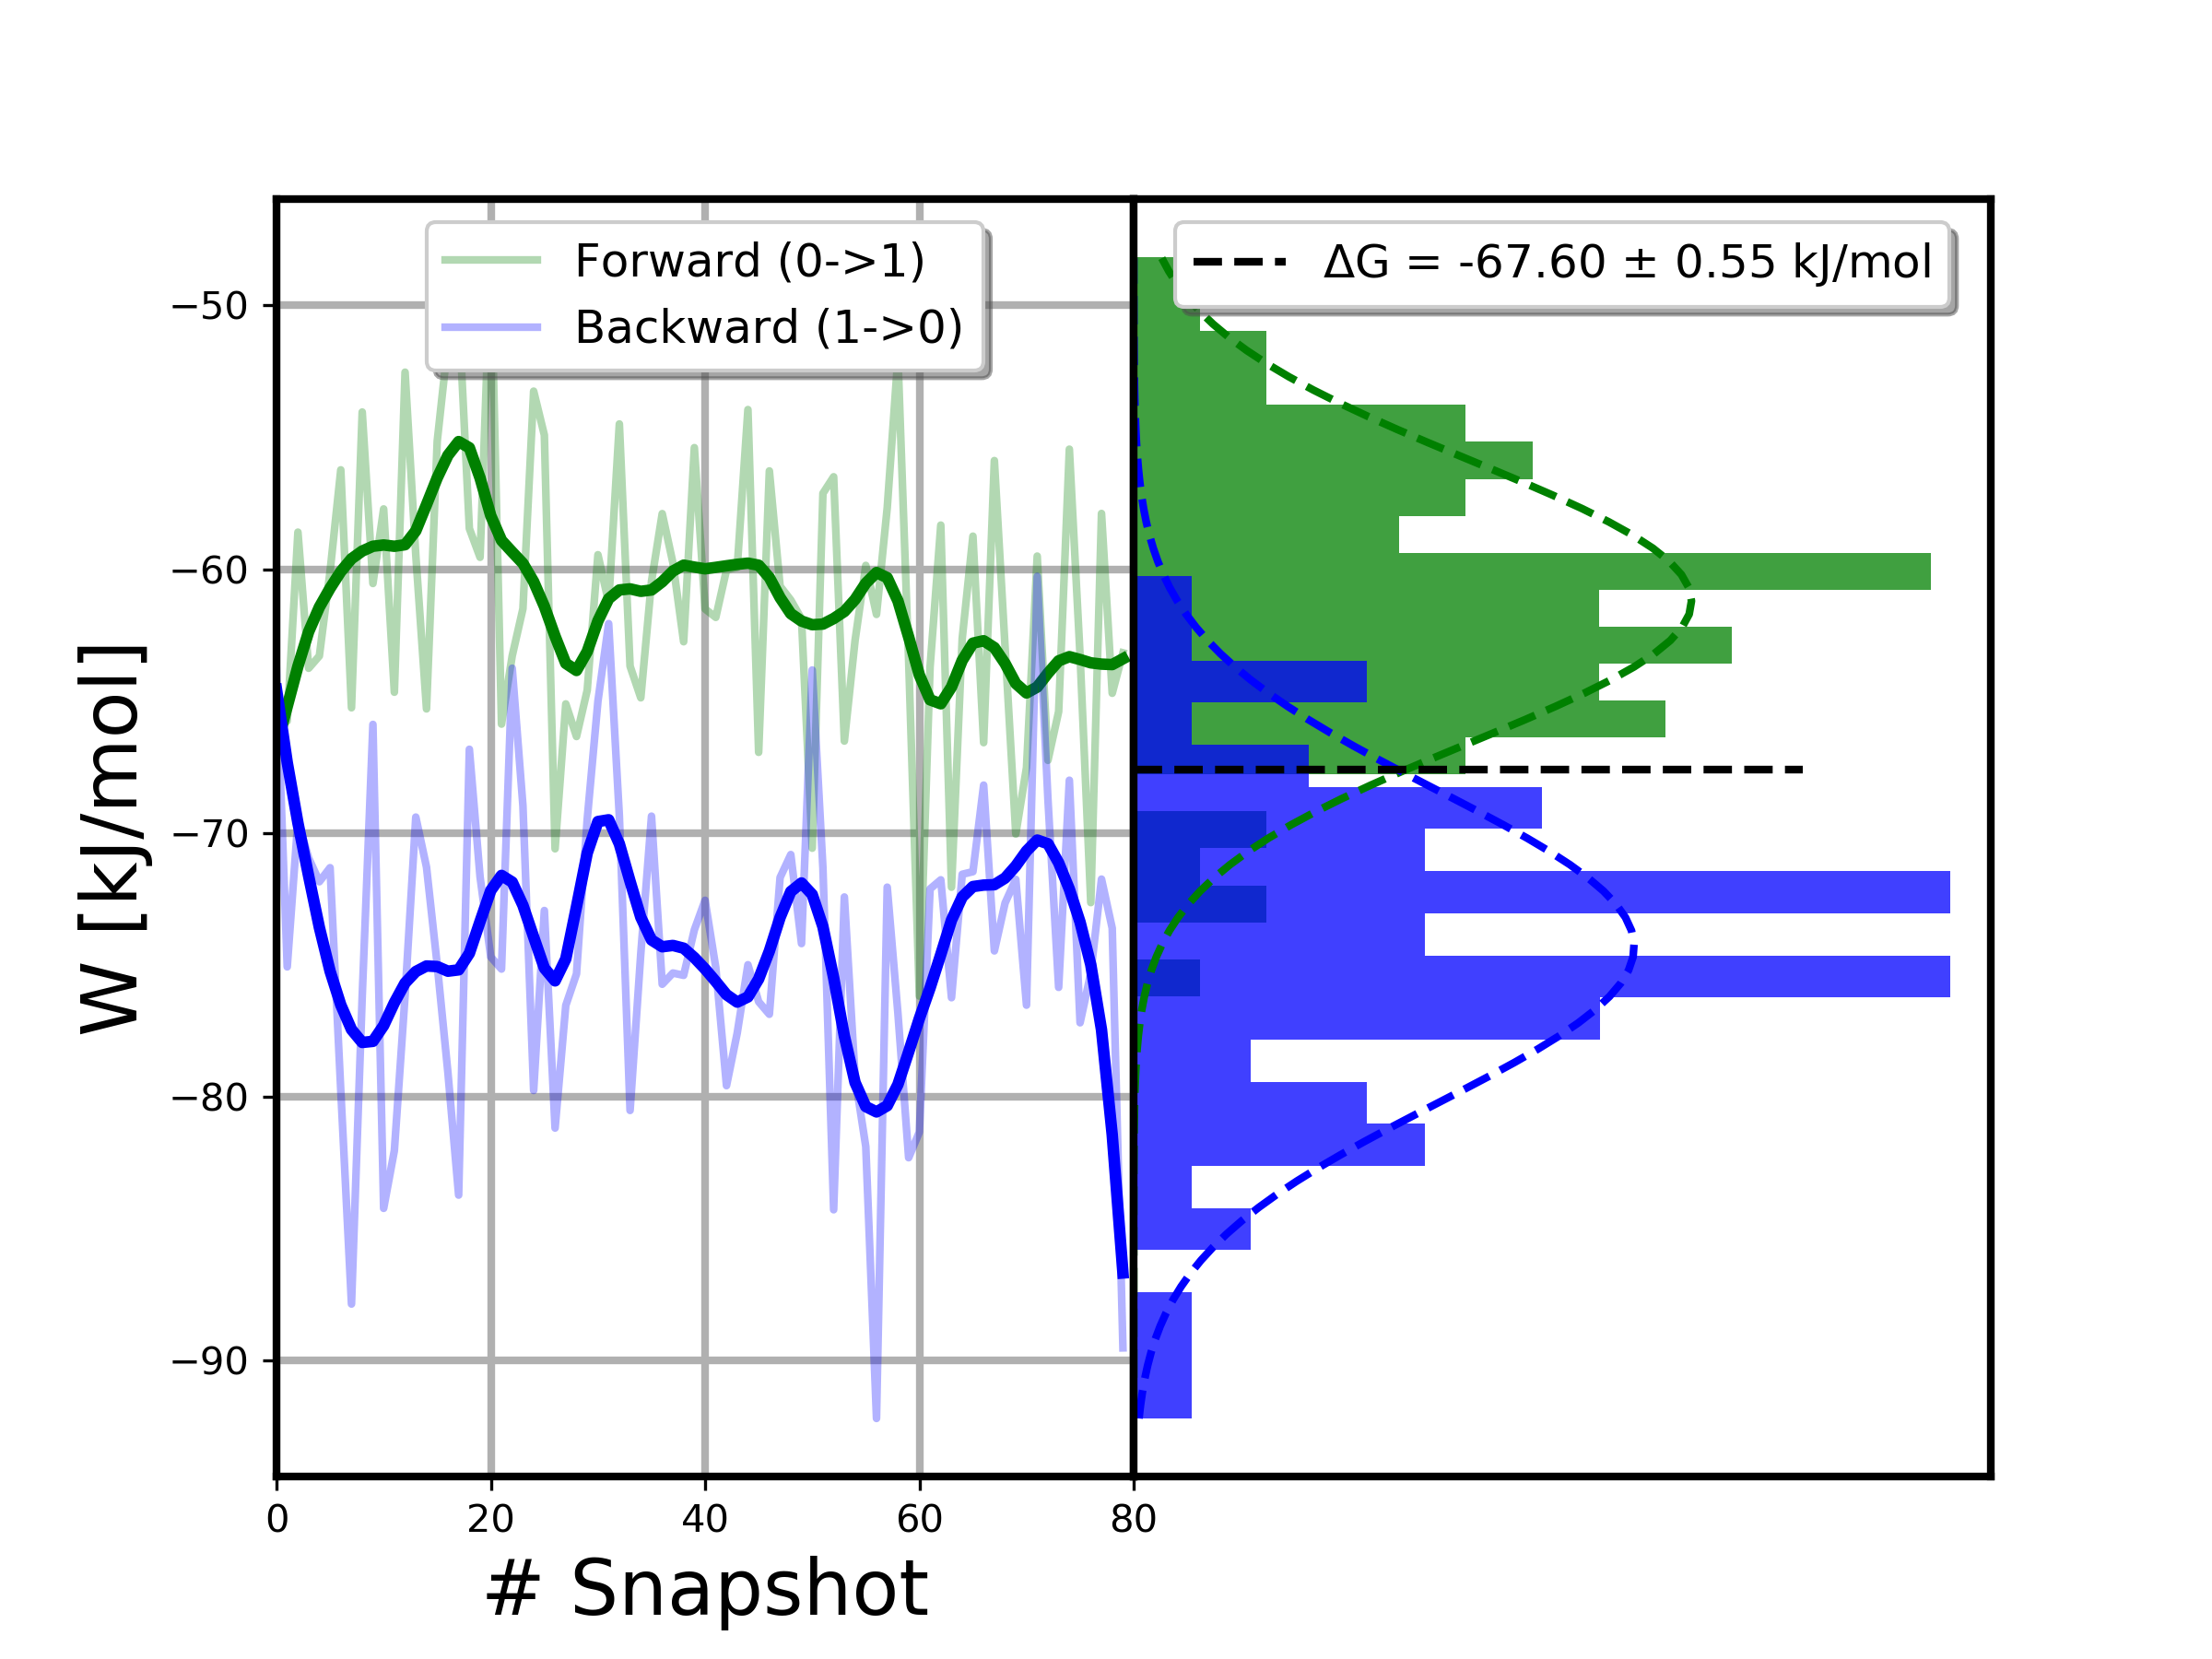 Forward (0->1)
Backward (1->0)
ΔG = -67.60 ± 0.55 kJ/mol
−50
−60
−70
−80
−90
W [kJ/mol]
0 20 40 60 80
# Snapshot